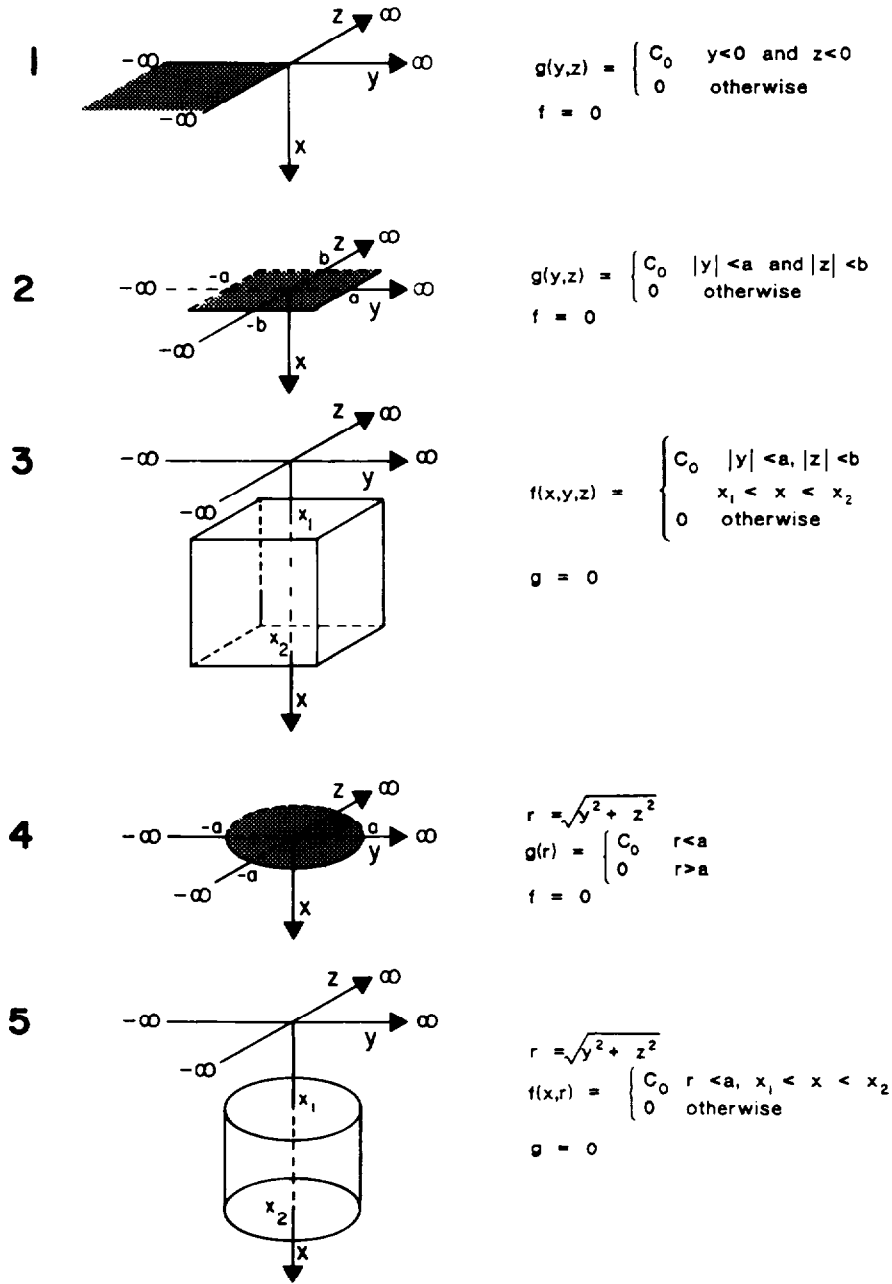 1
z ∞
-∞ y ∞
-∞
x
g(y,z) = { C₀ y<0 and z<0
0 otherwise
f = 0
2
z ∞
b
-a
-∞ a y ∞
-b
-∞
x
g(y,z) = { C₀ |y| <a and |z| <b
0 otherwise
f = 0
3
z ∞
-∞ y ∞
-∞
x₁
x₂
x
f(x,y,z) = { C₀ |y| <a, |z| <b
x₁ < x < x₂
0 otherwise
g = 0
4
z ∞
-a a
-∞ y ∞
-a
-∞
x
r = √y² + z²
g(r) = { C₀ r<a
0 r>a
f = 0
5
z ∞
-∞ y ∞
-∞
x₁
x₂
x
r = √y² + z²
f(x,r) = { C₀ r <a, x₁ < x < x₂
0 otherwise
g = 0